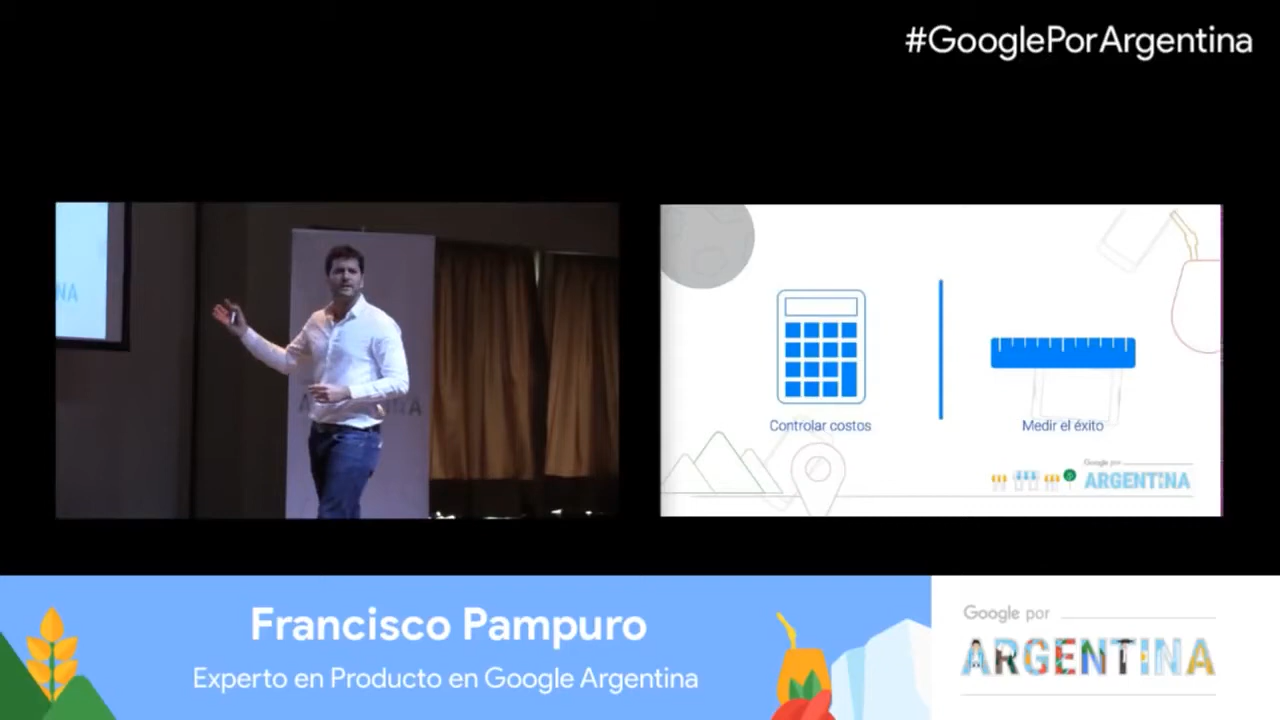 #GooglePorArgentina
NA
Controlar costos
Medir el éxito
Google por
ARGENTINA
Francisco Pampuro
Experto en Producto en Google Argentina
Google por
ARGENTINA